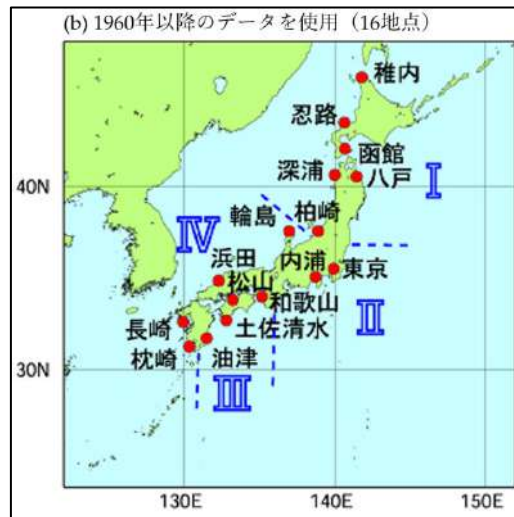 (b) 1960年以降のデータを使用（16地点）
稚内
忍路
函館
深浦
八戸
40N
I
輪島
柏崎
IV
浜田
内浦
東京
松山
和歌山
II
長崎
土佐清水
枕崎
油津
30N
III
130E
140E
150E